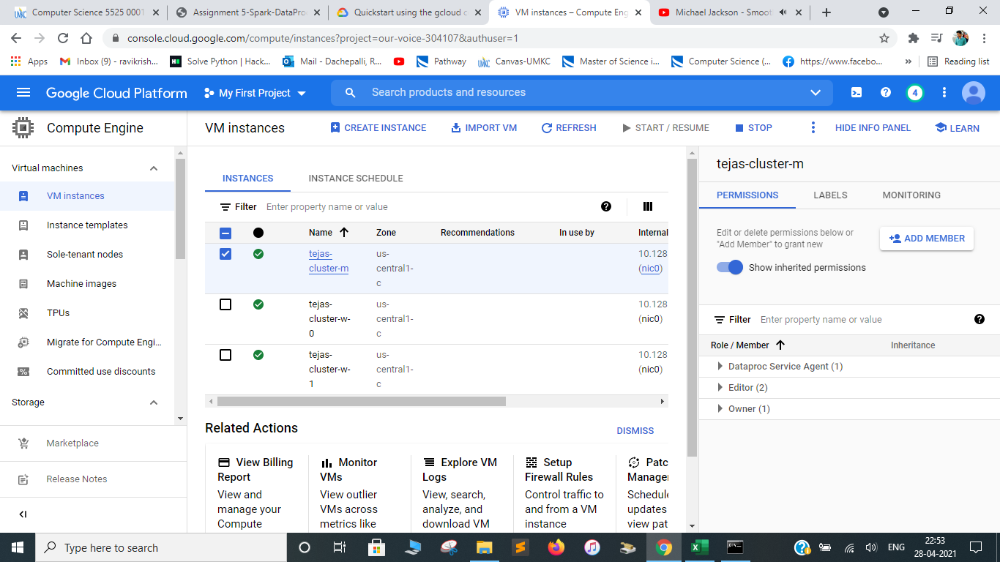 Computer Science 5525 0001
Assignment 5-Spark-DataPro
Quickstart using the gcloud c
VM instances – Compute Eng
Michael Jackson - Smoot
console.cloud.google.com/compute/instances?project=our-voice-304107&authuser=1
Apps
Inbox (9) - ravikrish...
Solve Python | Hack...
Mail - Dachepalli, R...
Pathway
Canvas-UMKC
Master of Science i...
Computer Science (...
https://www.facebo...
»
Reading list
Google Cloud Platform
My First Project
Search products and resources
4
Compute Engine
VM instances
CREATE INSTANCE
IMPORT VM
REFRESH
START / RESUME
STOP
HIDE INFO PANEL
LEARN
Virtual machines
VM instances
Instance templates
Sole-tenant nodes
Machine images
TPUs
Migrate for Compute Engi...
Committed use discounts
Storage
Marketplace
Release Notes
INSTANCES
INSTANCE SCHEDULE
Filter
Enter property name or value
Name
Zone
Recommendations
In use by
Internal
tejas-
cluster-m
us-
central1-
c
10.128
(nic0)
tejas-
cluster-w-
0
us-
central1-
c
10.128
(nic0)
tejas-
cluster-w-
1
us-
central1-
c
10.128
(nic0)
Related Actions
DISMISS
View Billing
Report
View and
manage your
Compute
Monitor
VMs
View outlier
VMs across
metrics like
Explore VM
Logs
View, search,
analyze, and
download VM
Setup
Firewall Rules
Control traffic to
and from a VM
instance
Patc
Manager
Schedule
updates
view pat
tejas-cluster-m
PERMISSIONS
LABELS
MONITORING
Edit or delete permissions below or
"Add Member" to grant new
ADD MEMBER
Show inherited permissions
Filter
Enter property name or value
Role / Member
Inheritance
Dataproc Service Agent (1)
Editor (2)
Owner (1)
Type here to search
ENG
22:53
28-04-2021